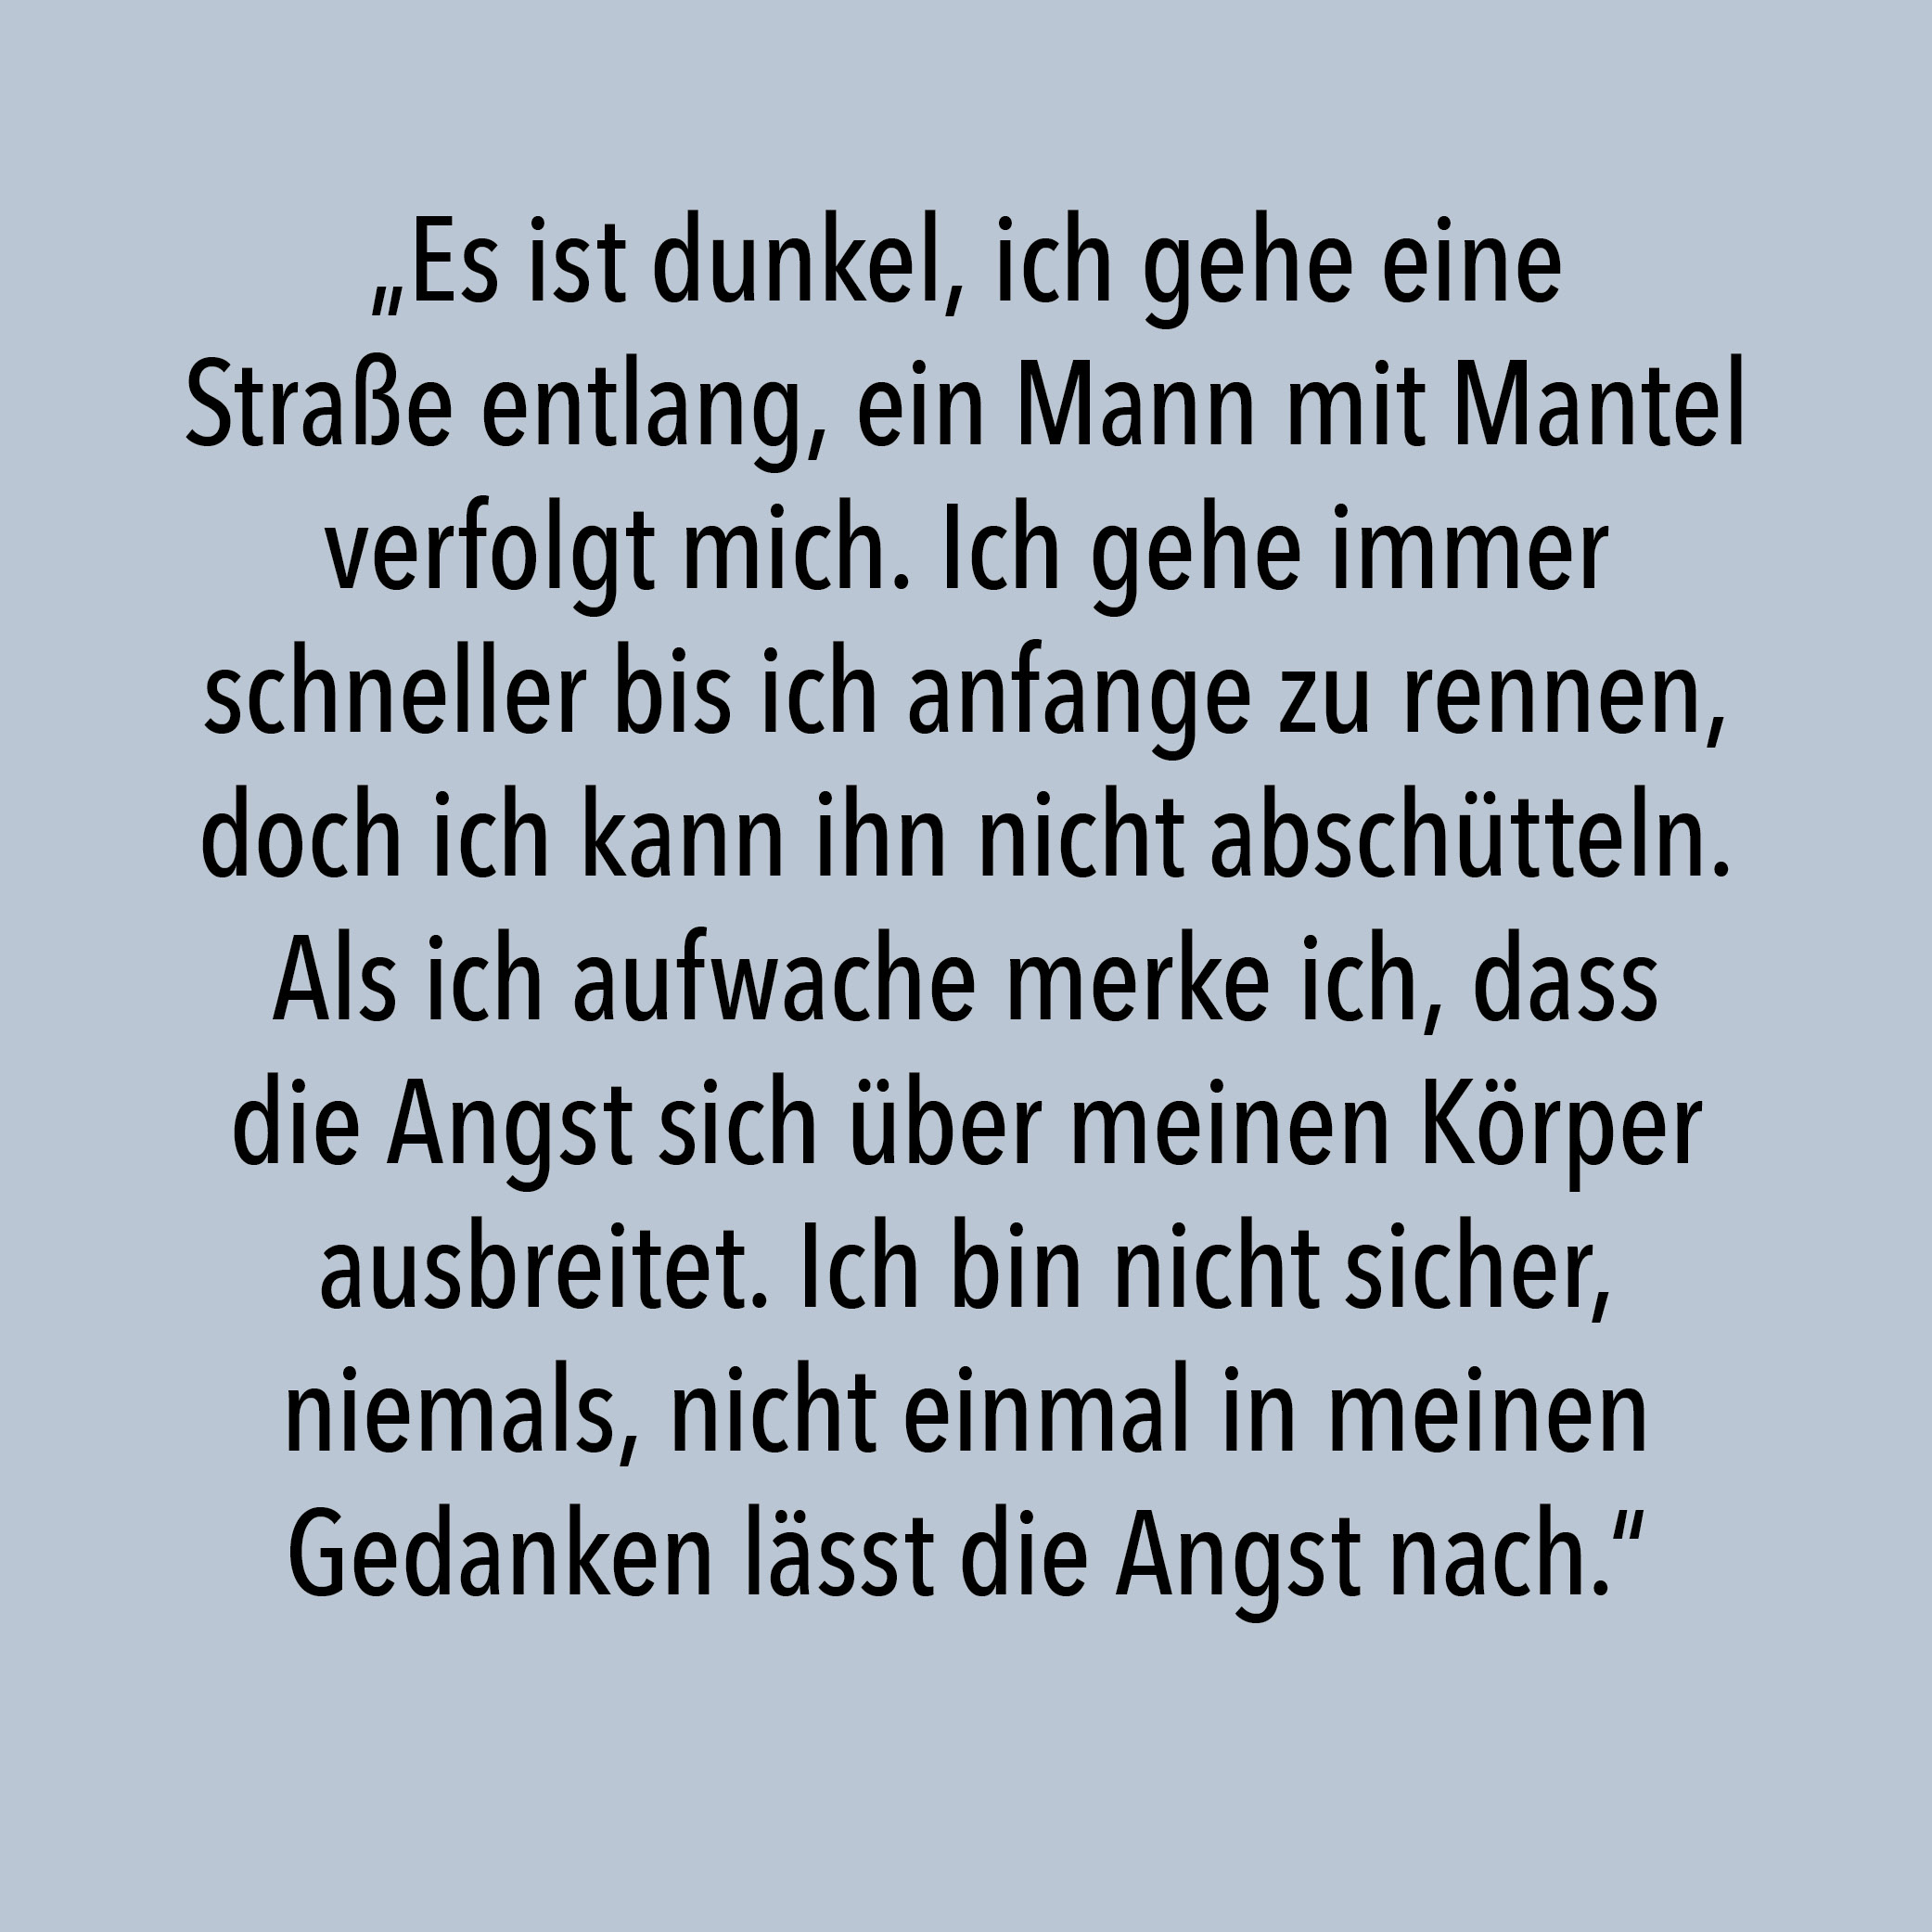 „Es ist dunkel, ich gehe eine
Straße entlang, ein Mann mit Mantel
verfolgt mich. Ich gehe immer
schneller bis ich anfange zu rennen,
doch ich kann ihn nicht abschütteln.
Als ich aufwache merke ich, dass
die Angst sich über meinen Körper
ausbreitet. Ich bin nicht sicher,
niemals, nicht einmal in meinen
Gedanken lässt die Angst nach.“